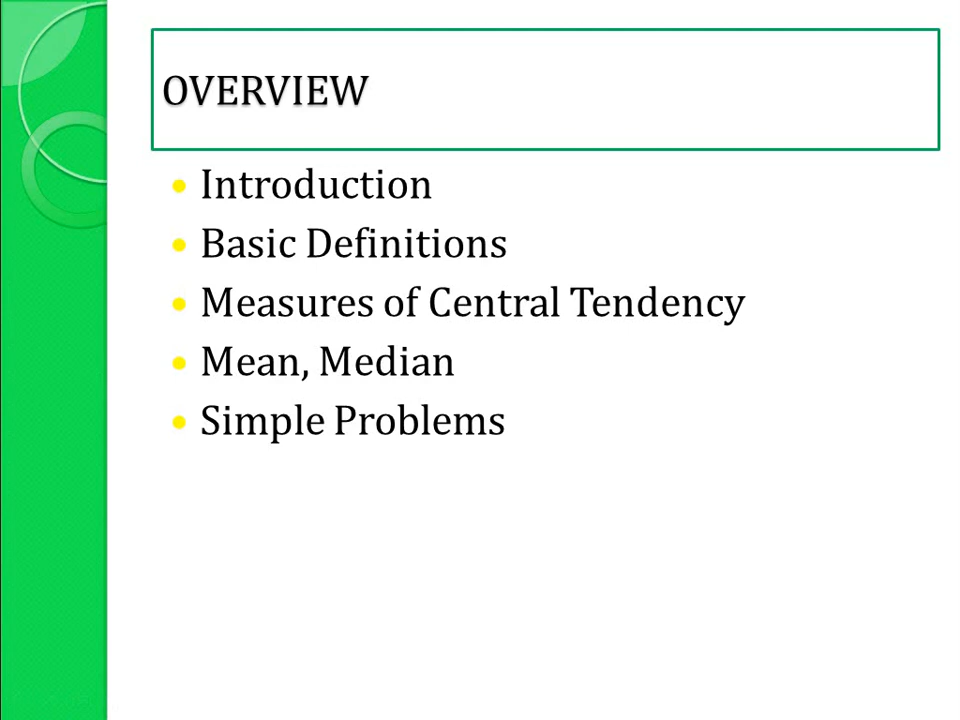 OVERVIEW
Introduction
Basic Definitions
Measures of Central Tendency
Mean, Median
Simple Problems